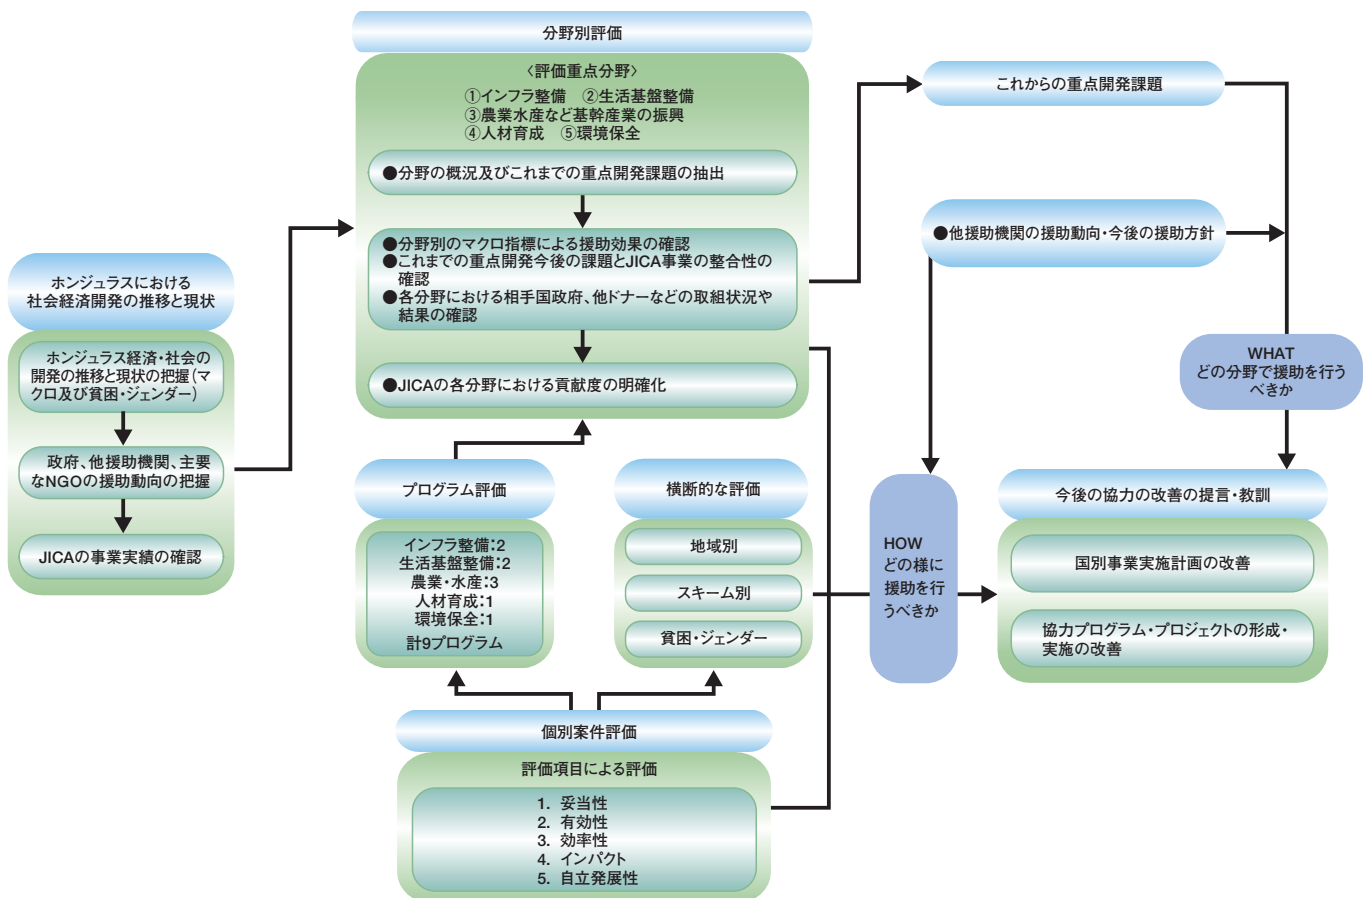 分野別評価
〈評価重点分野〉
①インフラ整備　②生活基盤整備
③農業水産など基幹産業の振興
④人材育成　⑤環境保全
●分野の概況及びこれまでの重点開発課題の抽出
●分野別のマクロ指標による援助効果の確認
●これまでの重点開発今後の課題とJICA事業の整合性の
確認
●各分野における相手国政府、他ドナーなどの取組状況や
結果の確認
●JICAの各分野における貢献度の明確化
ホンジュラスにおける
社会経済開発の推移と現状
ホンジュラス経済・社会の
開発の推移と現状の把握（マ
クロ及び貧困・ジェンダー）
政府、他援助機関、主要
なNGOの援助動向の把握
JICAの事業実績の確認
プログラム評価
インフラ整備：2
生活基盤整備：2
農業・水産：3
人材育成：1
環境保全：1
計9プログラム
横断的な評価
地域別
スキーム別
貧困・ジェンダー
個別案件評価
評価項目による評価
1. 妥当性
2. 有効性
3. 効率性
4. インパクト
5. 自立発展性
これからの重点開発課題
●他援助機関の援助動向・今後の援助方針
WHAT
どの分野で援助を行う
べきか
HOW
どの様に
援助を行
うべきか
今後の協力の改善の提言・教訓
国別事業実施計画の改善
協力プログラム・プロジェクトの形成・
実施の改善